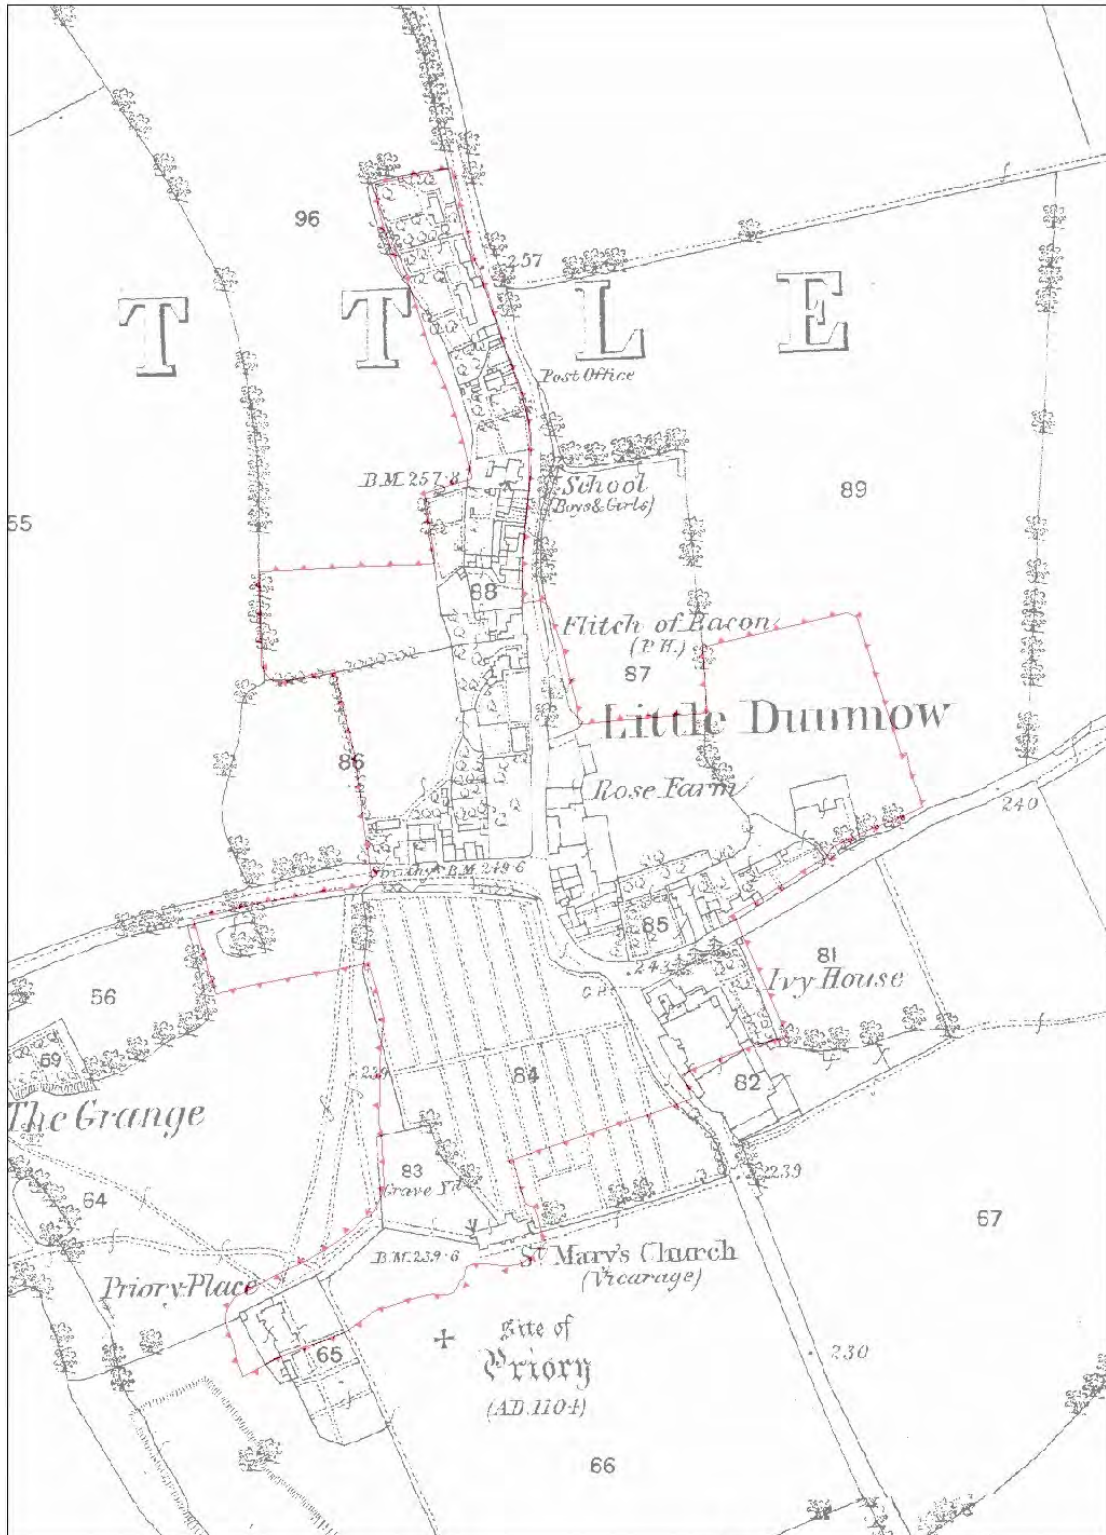 96
257
T T L E
Post Office
B.M. 257·8
School
(Boys & Girls)
89
55
88
Flitch of Bacon
(P.H.)
87
Little Dunmow
86
Rose Farm
240
Smithy
B.M. 249·6
85
243
81
Ivy House
G.P.
56
59
84
82
The Grange
83
Grave Yd.
239
64
67
B.M. 239·6
St. Mary's Church
(Vicarage)
Priory Place
Site of
Priory
(A.D. 1104)
65
230
66